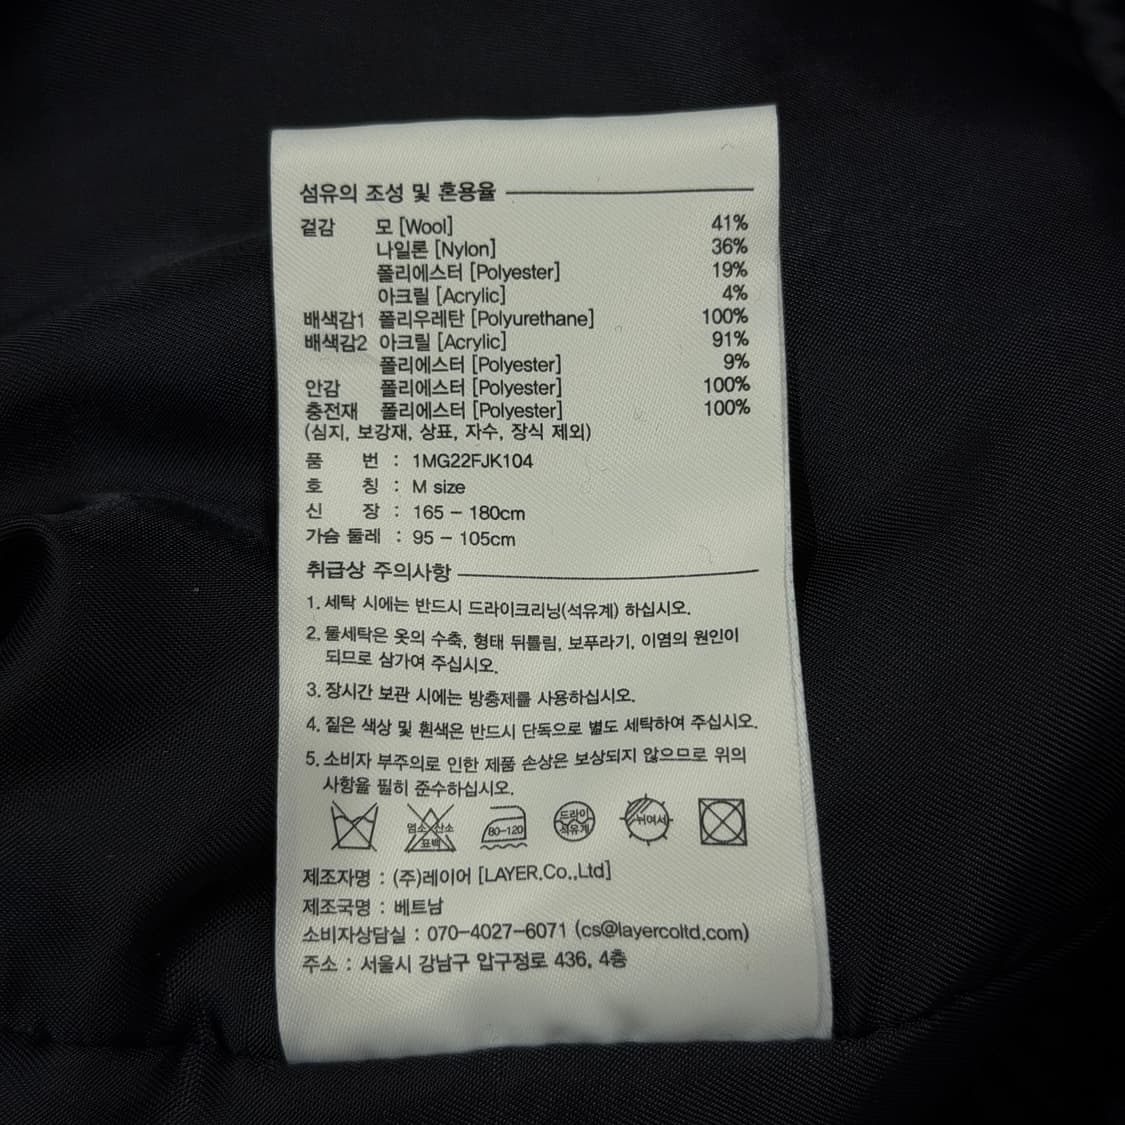 섬유의 조성 및 혼용율
겉감 모 [Wool] 41%
나일론 [Nylon] 36%
폴리에스터 [Polyester] 19%
아크릴 [Acrylic] 4%
배색감1 폴리우레탄 [Polyurethane] 100%
배색감2 아크릴 [Acrylic] 91%
폴리에스터 [Polyester] 9%
안감 폴리에스터 [Polyester] 100%
충전재 폴리에스터 [Polyester] 100%
(심지, 보강재, 상표, 자수, 장식 제외)
품 번 : 1MG22FJK104
호 칭 : M size
신 장 : 165 - 180cm
가슴 둘레 : 95 - 105cm
취급상 주의사항
1. 세탁 시에는 반드시 드라이크리닝(석유계) 하십시오.
2. 물세탁은 옷의 수축, 형태 뒤틀림, 보푸라기, 이염의 원인이
되므로 삼가여 주십시오.
3. 장시간 보관 시에는 방충제를 사용하십시오.
4. 짙은 색상 및 흰색은 반드시 단독으로 별도 세탁하여 주십시오.
5. 소비자 부주의로 인한 제품 손상은 보상되지 않으므로 위의
사항을 필히 준수하십시오.
염소 산소 표백 80-120 드라이 석유계 뉘여서
제조자명 : (주)레이어 [LAYER.Co.,Ltd]
제조국명 : 베트남
소비자상담실 : 070-4027-6071 (cs@layercoltd.com)
주소 : 서울시 강남구 압구정로 436, 4층